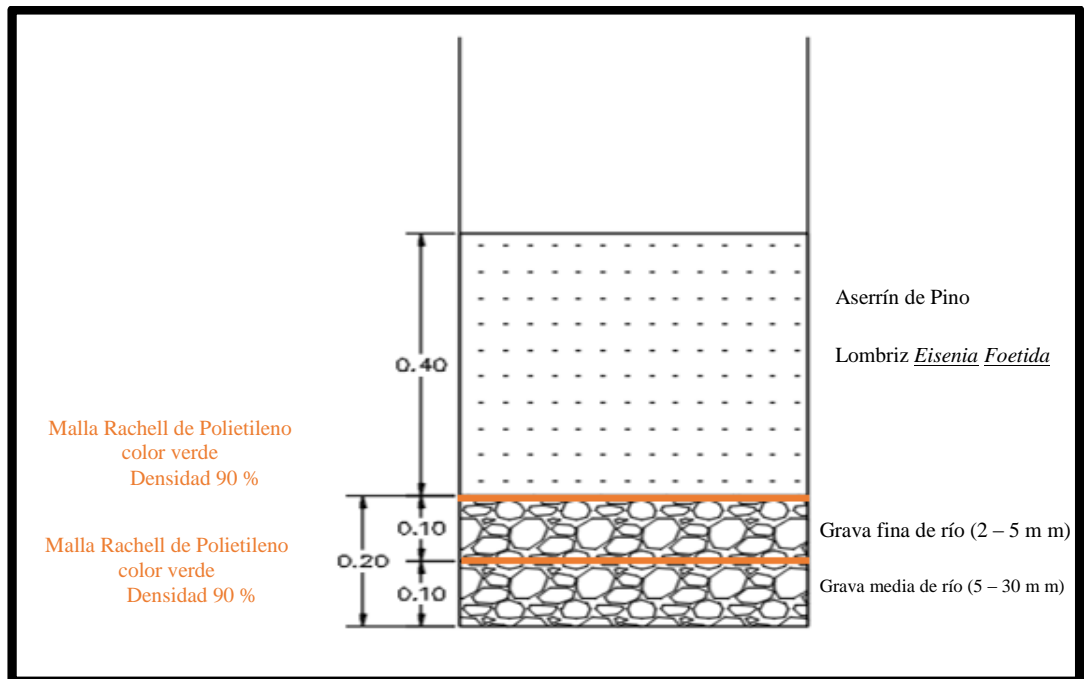 Aserrín de Pino
Lombriz Eisenia Foetida
0.40
Malla Rachell de Polietileno
color verde
Densidad 90 %
0.10
Grava fina de río (2 – 5 m m)
Malla Rachell de Polietileno
color verde
Densidad 90 %
0.20
0.10
Grava media de río (5 – 30 m m)